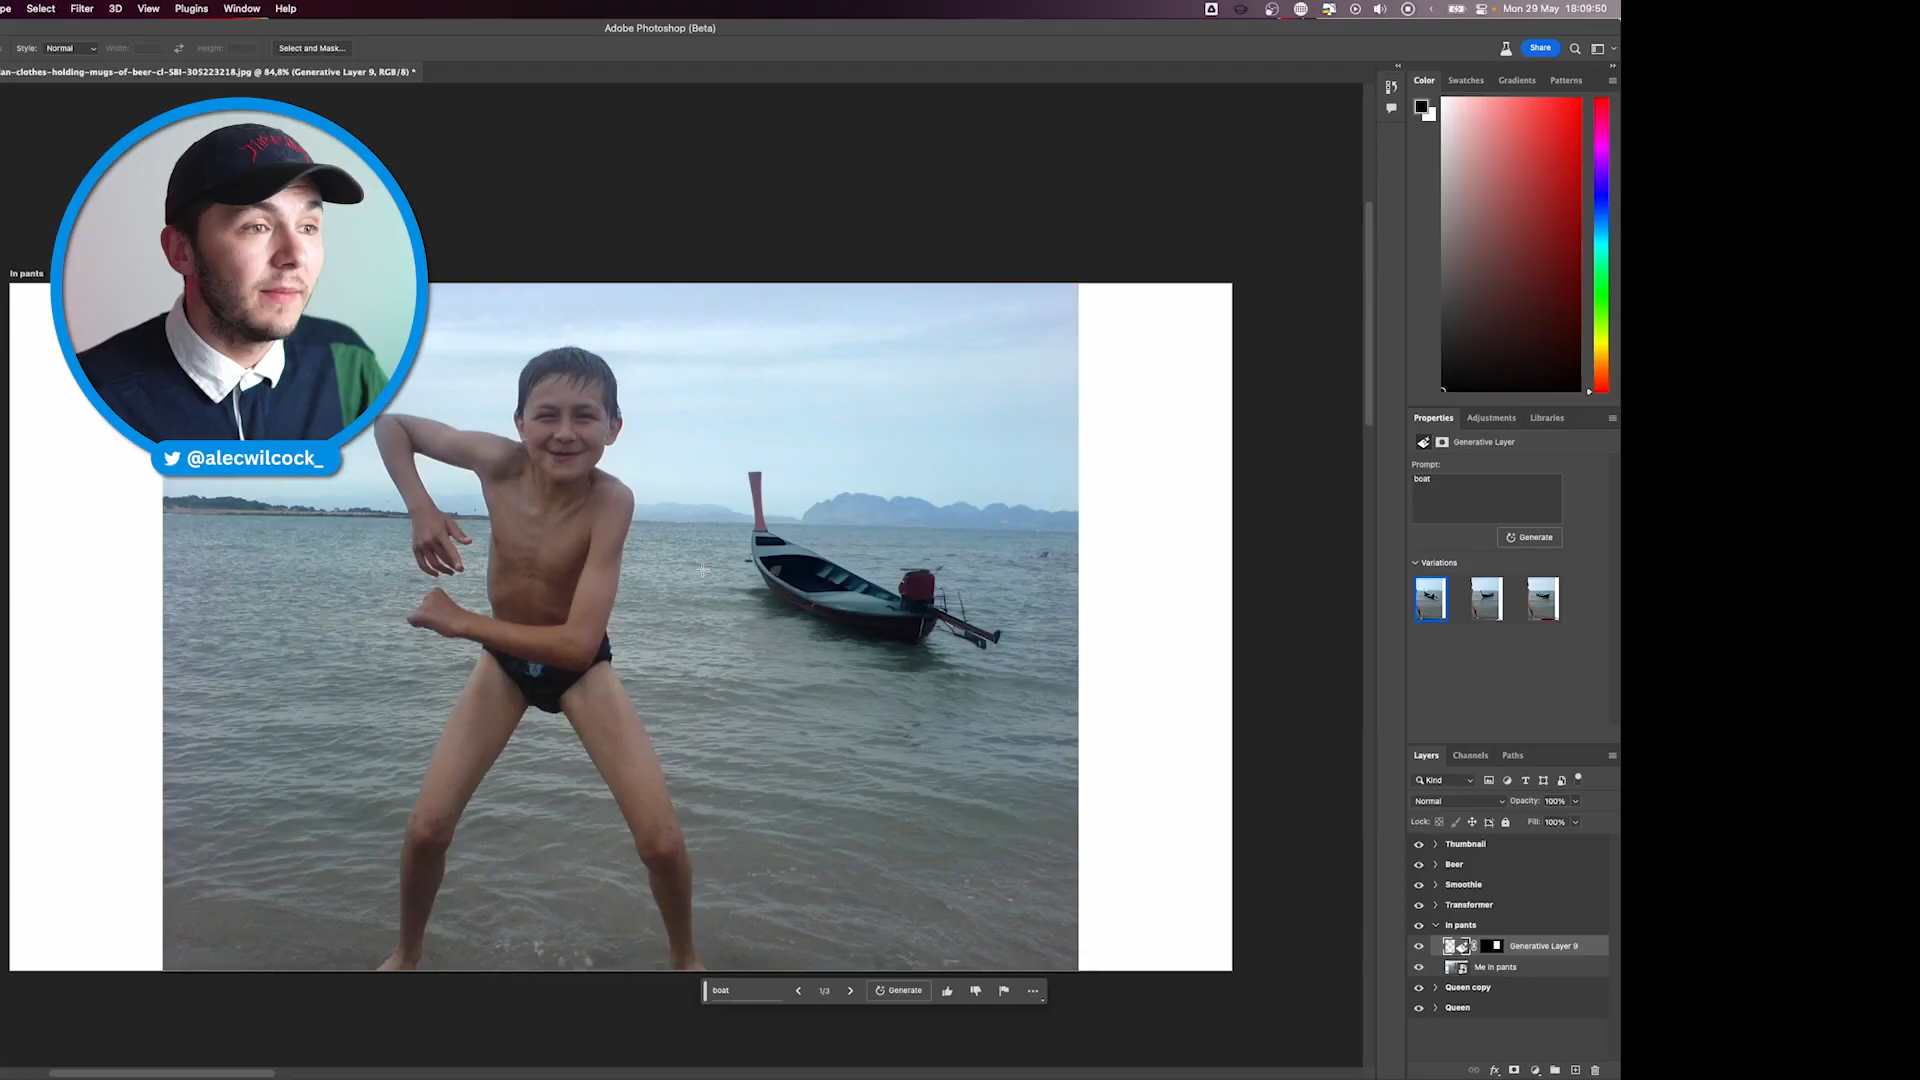 pe Select Filter 3D View Plugins Window Help
Mon 29 May 18:09:50
Adobe Photoshop (Beta)
Style: Normal Width: Height: Select and Mask...
Share
an-clothes-holding-mugs-of-beer-cl-SBI-305223218.jpg @ 84,8% (Generative Layer 9, RGB/8) *
Color Swatches Gradients Patterns
In pants
@alecwilcock_
Properties Adjustments Libraries
Generative Layer
Prompt:
boat
Generate
Variations
Layers Channels Paths
Kind
Normal Opacity: 100%
Lock: Fill: 100%
Thumbnail
Beer
Smoothie
Transformer
In pants
Generative Layer 9
Me in pants
Queen copy
Queen
boat 1/3 Generate
fx